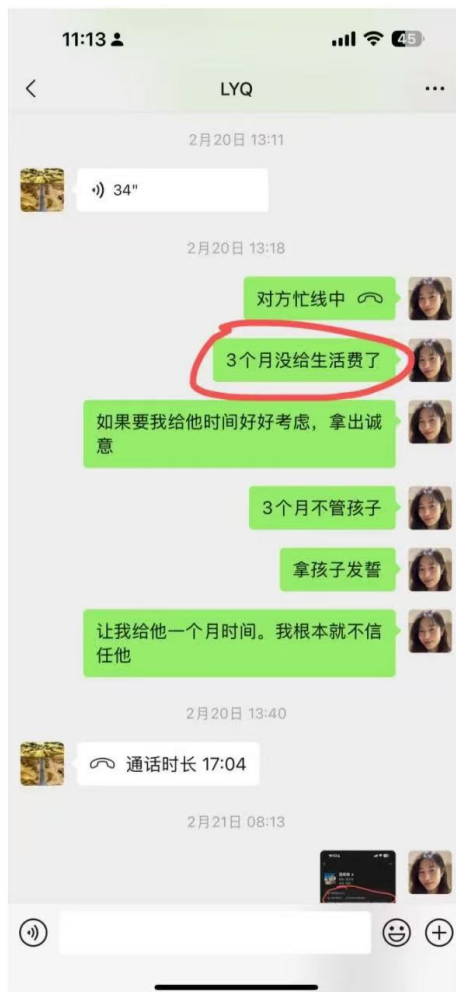 11:13
45
LYQ
2月20日 13:11
34"
2月20日 13:18
对方忙线中
3个月没给生活费了
如果要我给他时间好好考虑，拿出诚
意
3个月不管孩子
拿孩子发誓
让我给他一个月时间。我根本就不信
任他
2月20日 13:40
通话时长 17:04
2月21日 08:13